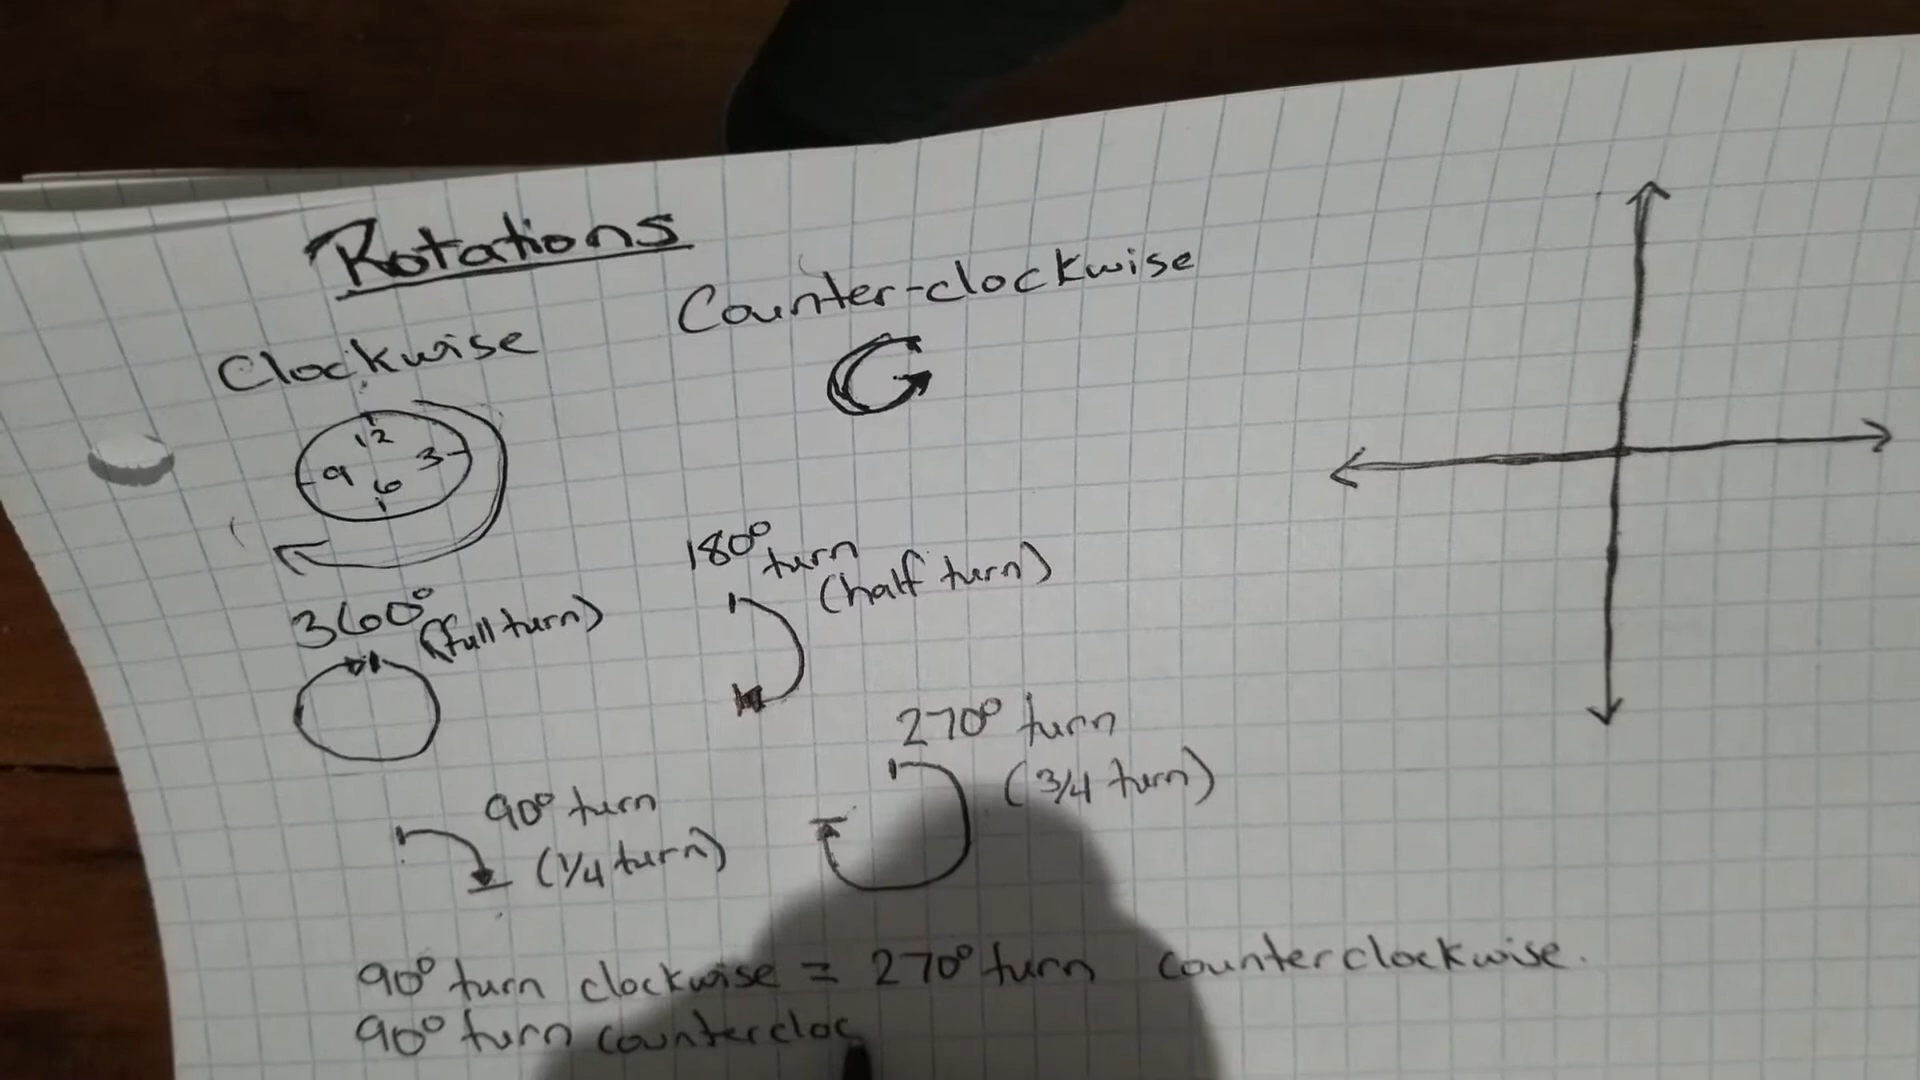 Rotations
Clockwise
Counter-clockwise
12
9 3
6
360° (full turn)
180° turn
(half turn)
270° turn
(3/4 turn)
90° turn
(1/4 turn)
90° turn clockwise = 270° turn counterclockwise.
90° turn countercloc